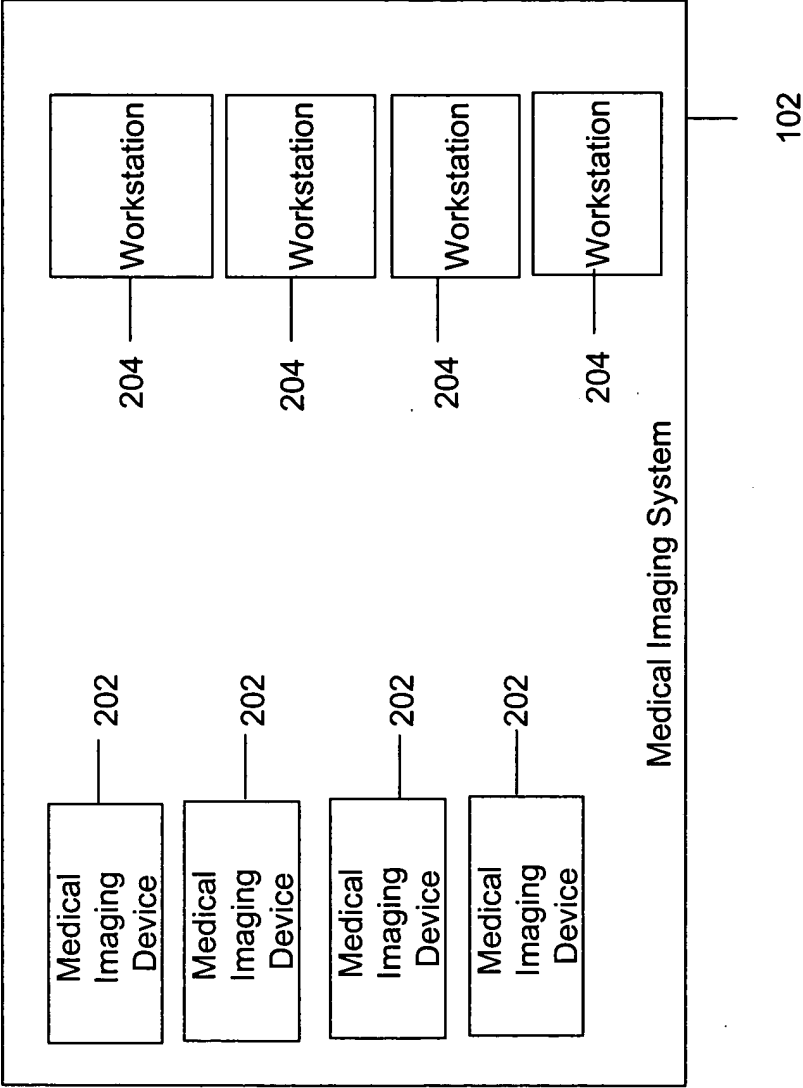 Medical
Imaging
Device
202
204
Workstation
Medical
Imaging
Device
202
204
Workstation
Medical
Imaging
Device
202
204
Workstation
Medical
Imaging
Device
202
204
Workstation
Medical Imaging System
102